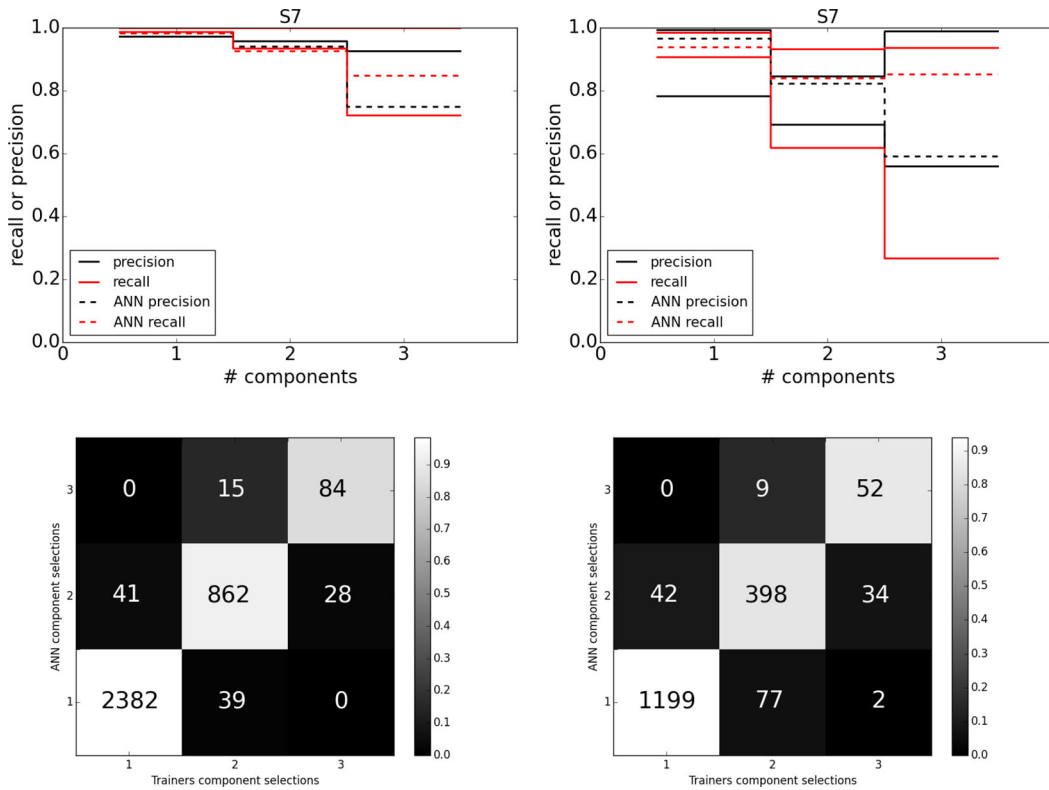 S7
recall or precision
1.0
0.8
0.6
0.4
0.2
0.0
precision
recall
ANN precision
ANN recall
0 1 2 3
# components
S7
recall or precision
1.0
0.8
0.6
0.4
0.2
0.0
precision
recall
ANN precision
ANN recall
0 1 2 3
# components
ANN component selections
3 0 15 84
2 41 862 28
1 2382 39 0
1 2 3
Trainers component selections
0.9
0.8
0.7
0.6
0.5
0.4
0.3
0.2
0.1
0.0
ANN component selections
3 0 9 52
2 42 398 34
1 1199 77 2
1 2 3
Trainers component selections
0.9
0.8
0.7
0.6
0.5
0.4
0.3
0.2
0.1
0.0